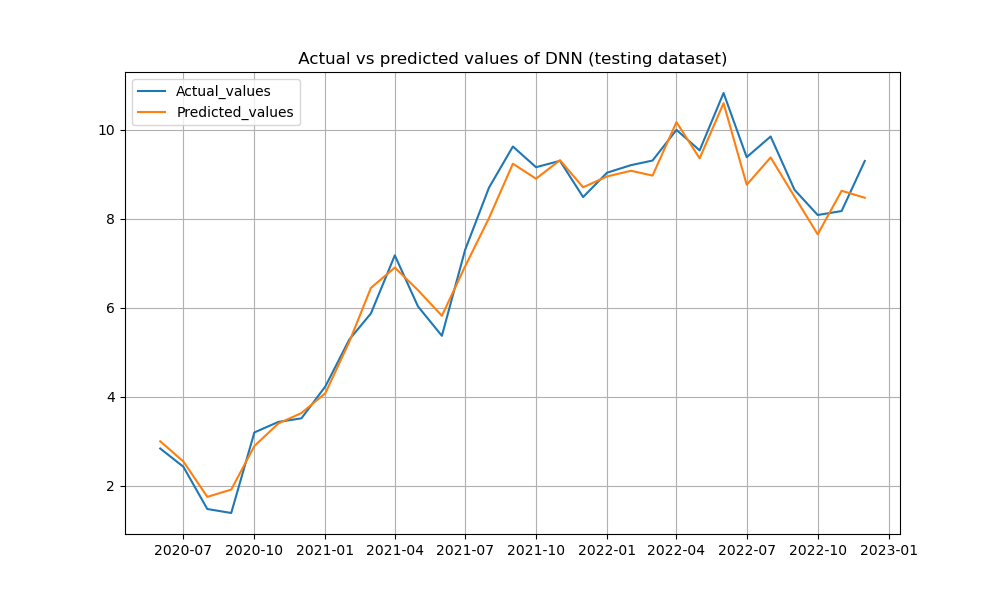 Actual vs predicted values of DNN (testing dataset)
Actual_values
Predicted_values
10
8
6
4
2
2020-07 2020-10 2021-01 2021-04 2021-07 2021-10 2022-01 2022-04 2022-07 2022-10 2023-01